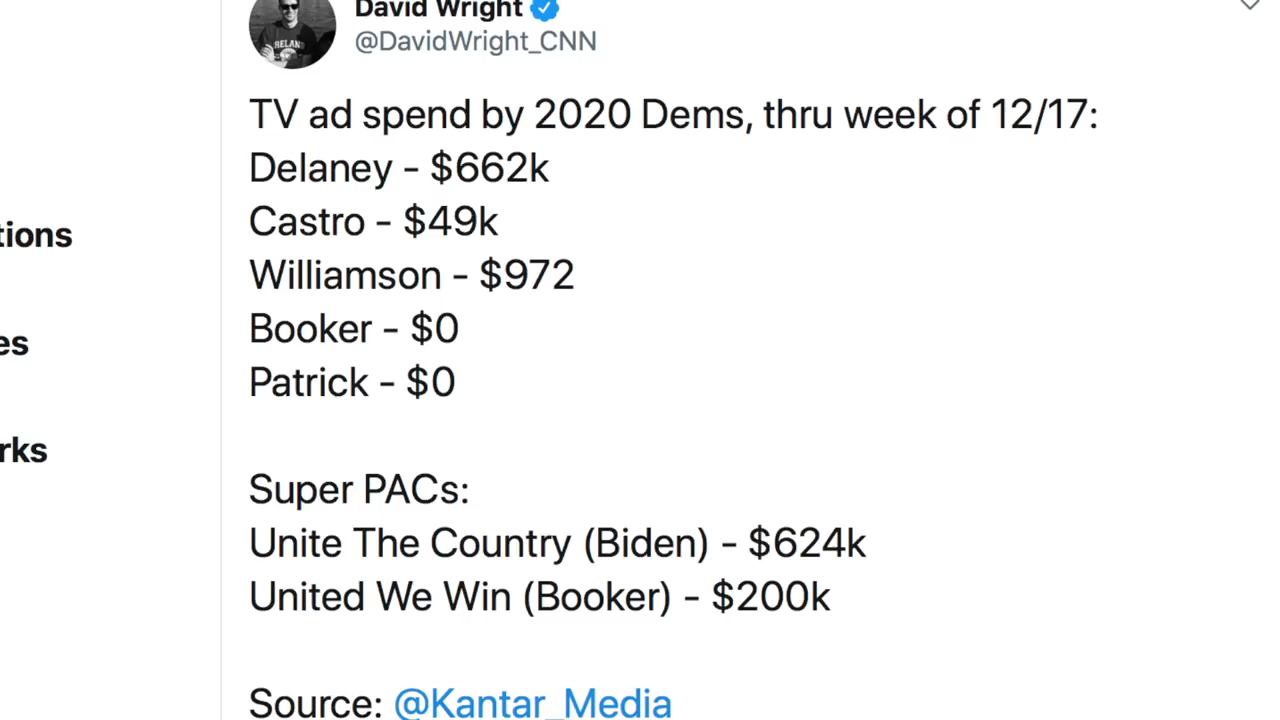 David Wright
@DavidWright_CNN
TV ad spend by 2020 Dems, thru week of 12/17:
Delaney - $662k
Castro - $49k
Williamson - $972
Booker - $0
Patrick - $0
tions
es
rks
Super PACs:
Unite The Country (Biden) - $624k
United We Win (Booker) - $200k
Source: @Kantar_Media